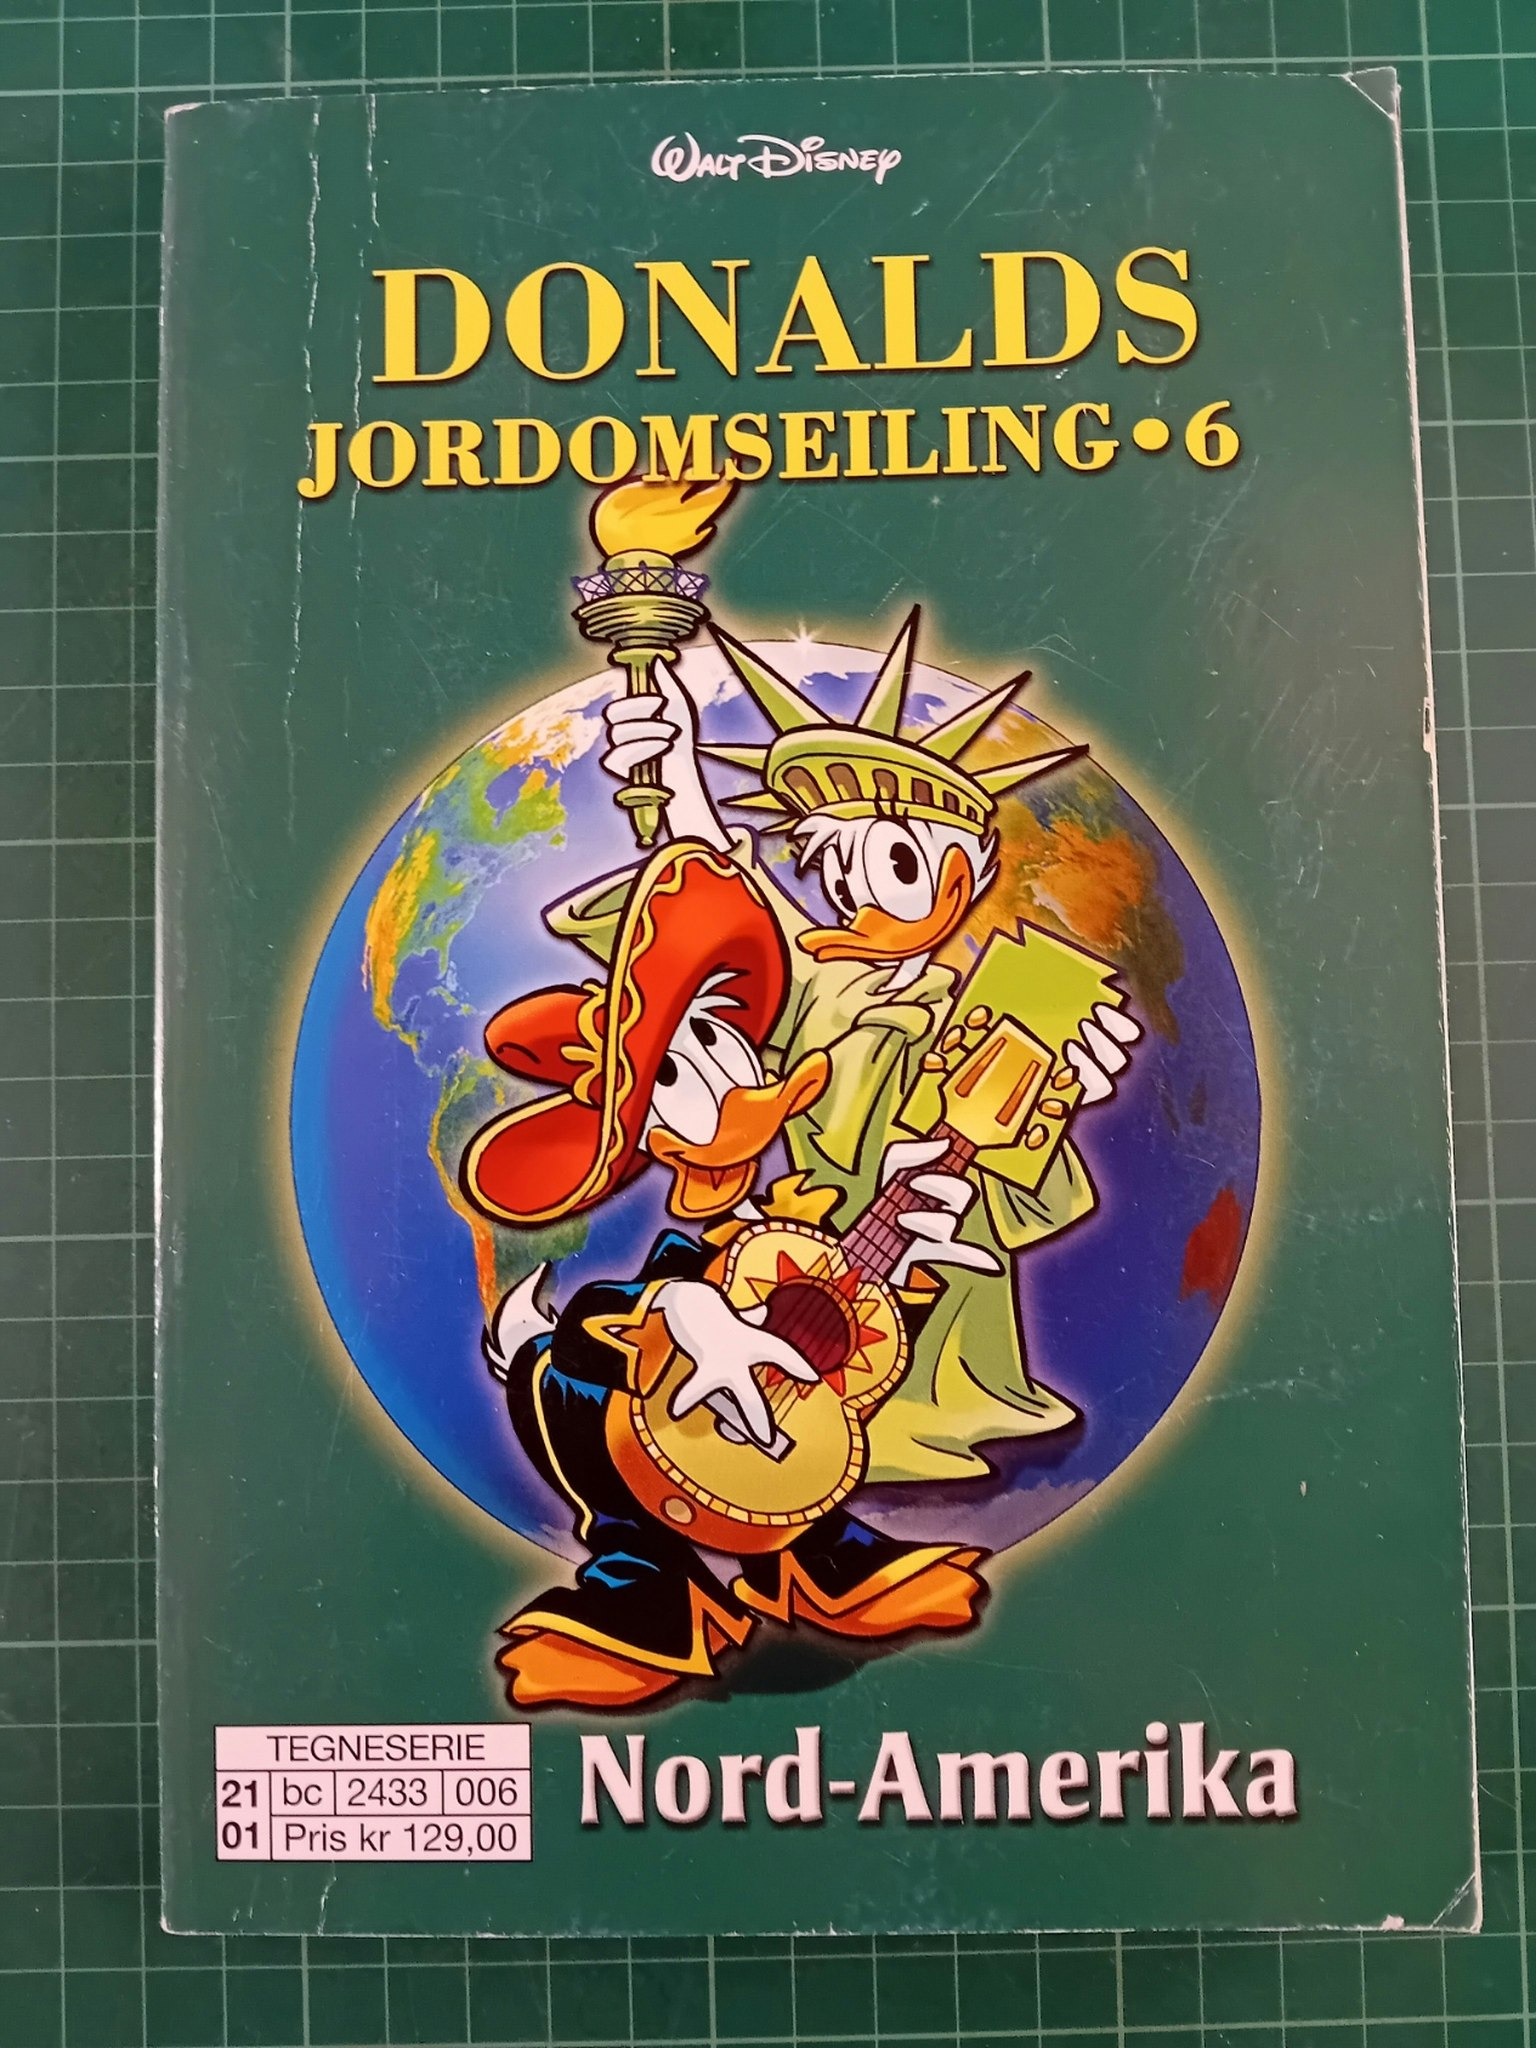 WALT DISNEY
DONALDS
JORDOMSEILING•6
TEGNESERIE
21 bc 2433 006
01 Pris kr 129,00
Nord-Amerika